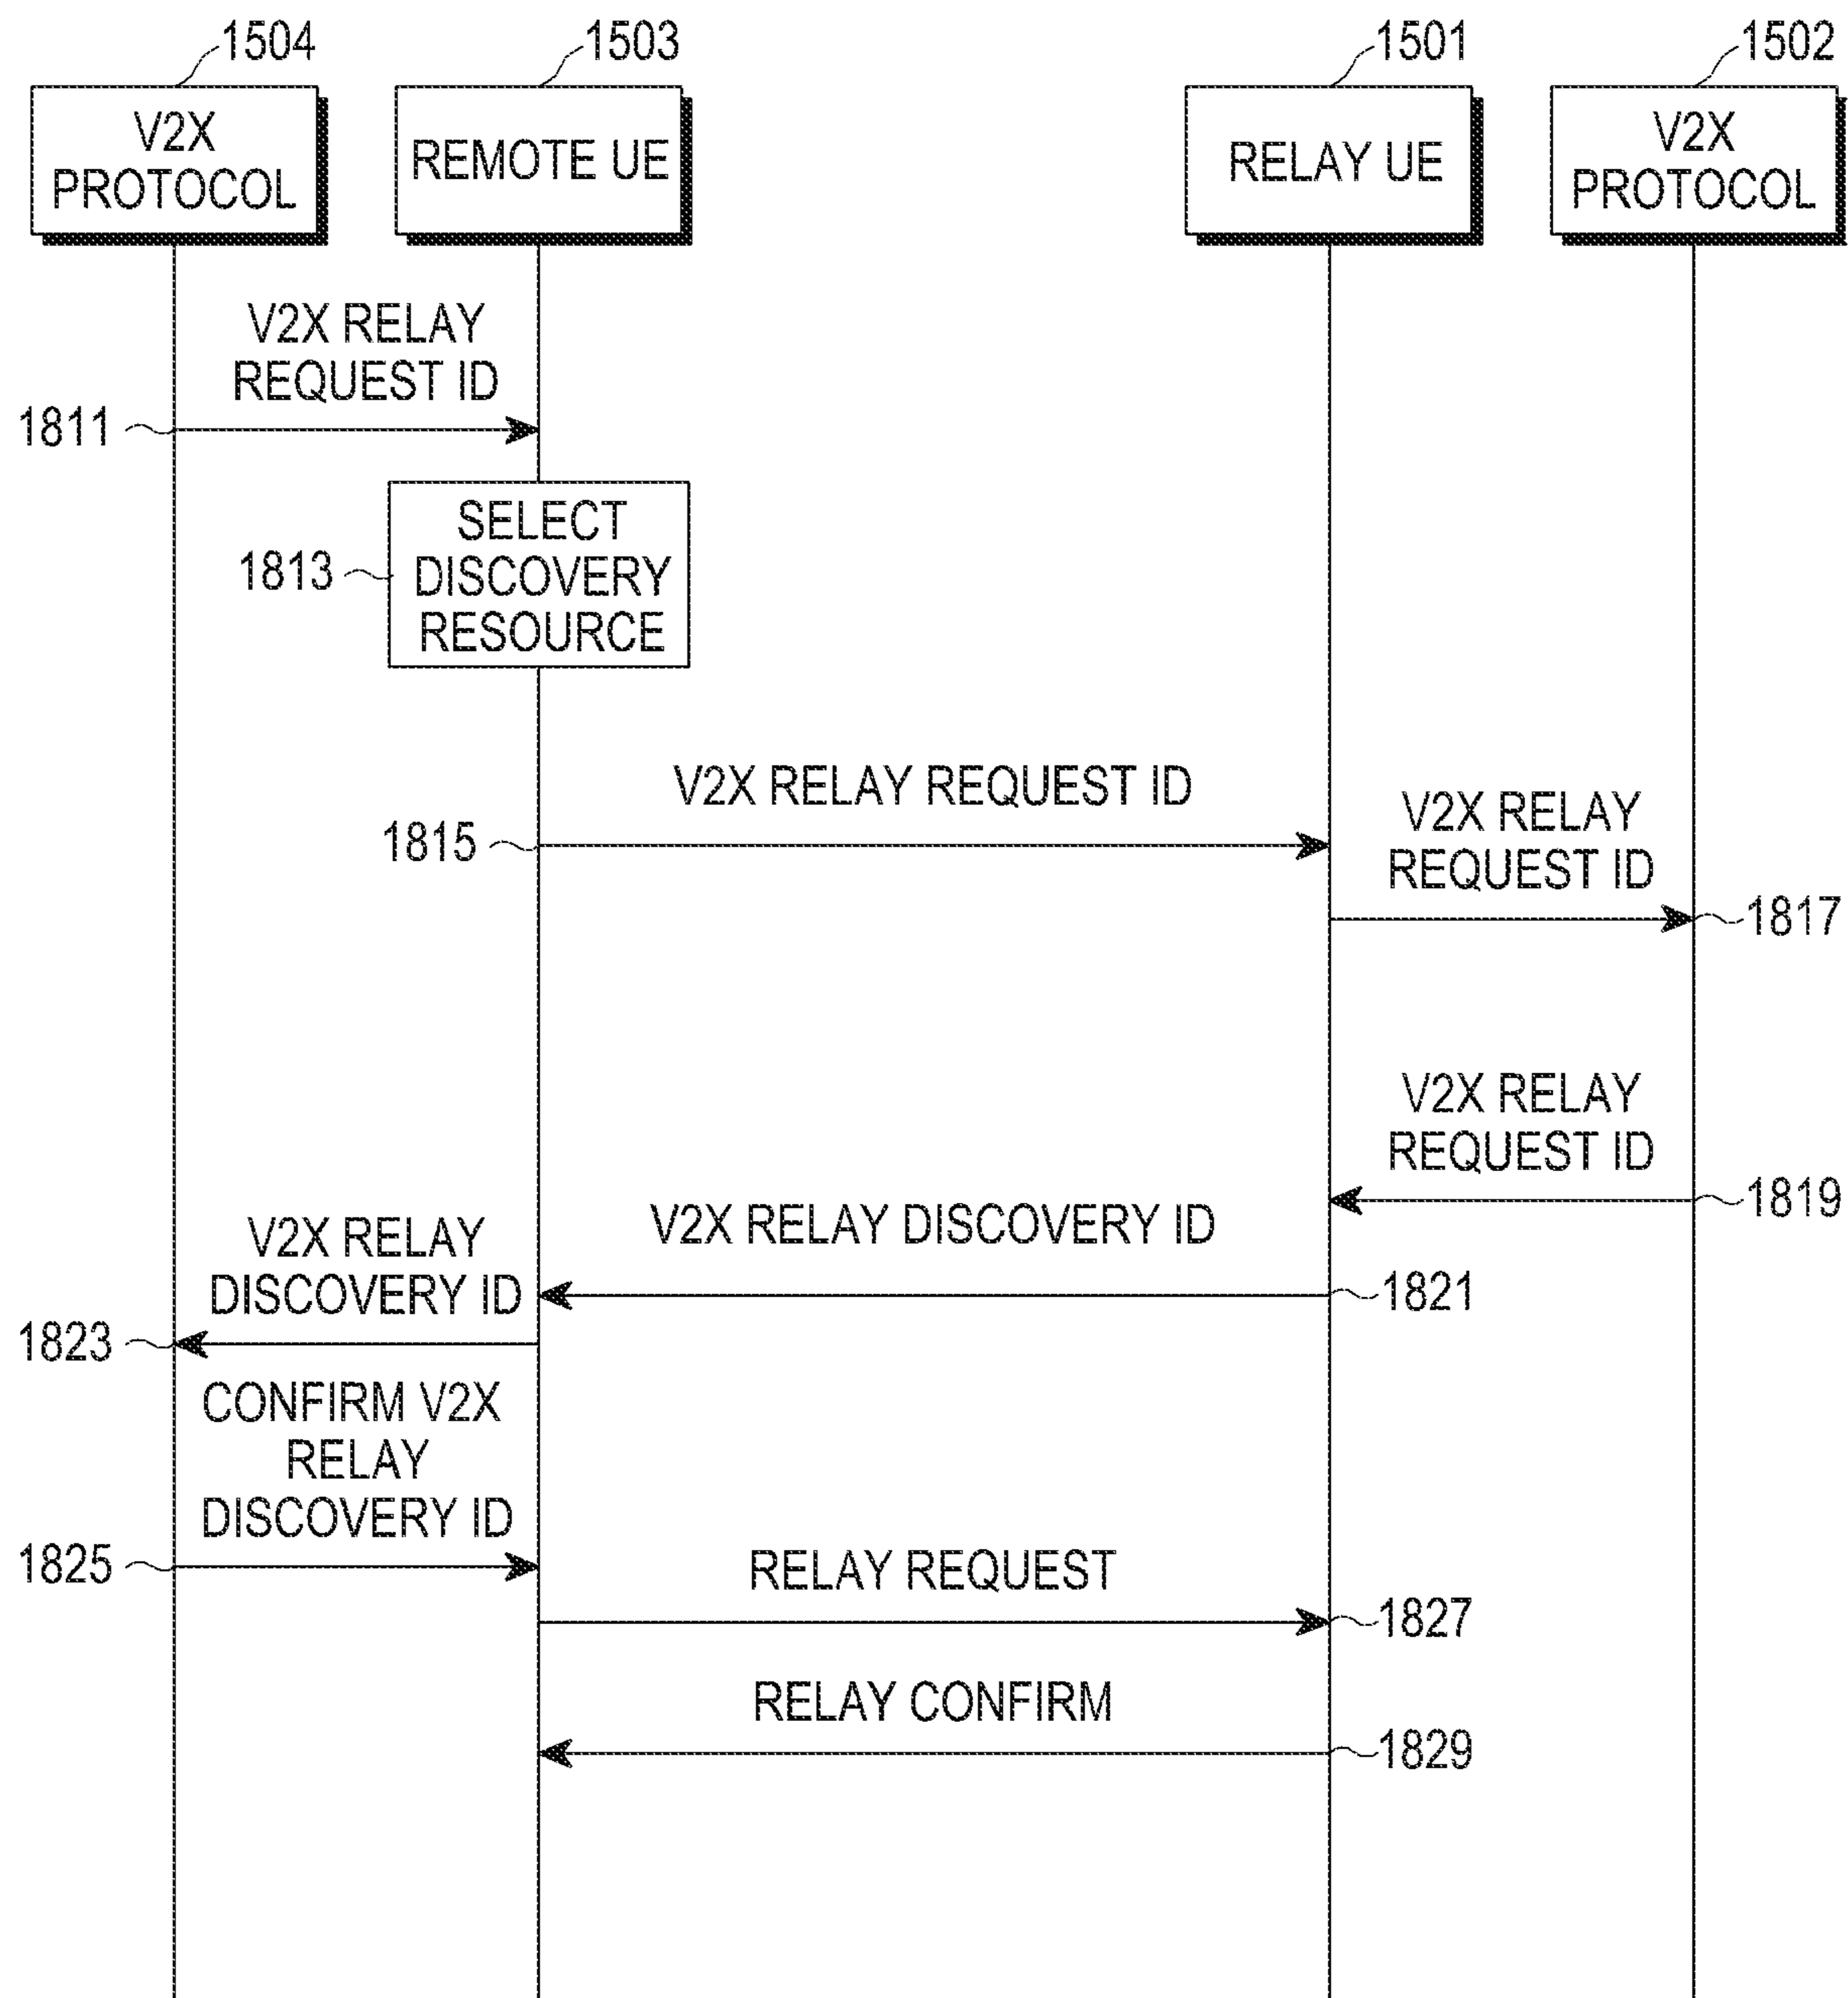 1504
1503
1501
1502
V2X
PROTOCOL
REMOTE UE
RELAY UE
V2X
PROTOCOL
V2X RELAY
REQUEST ID
1811
SELECT
DISCOVERY
RESOURCE
1813
V2X RELAY REQUEST ID
1815
V2X RELAY
REQUEST ID
1817
V2X RELAY
REQUEST ID
1819
V2X RELAY DISCOVERY ID
1821
V2X RELAY
DISCOVERY ID
1823
CONFIRM V2X
RELAY
DISCOVERY ID
1825
RELAY REQUEST
1827
RELAY CONFIRM
1829